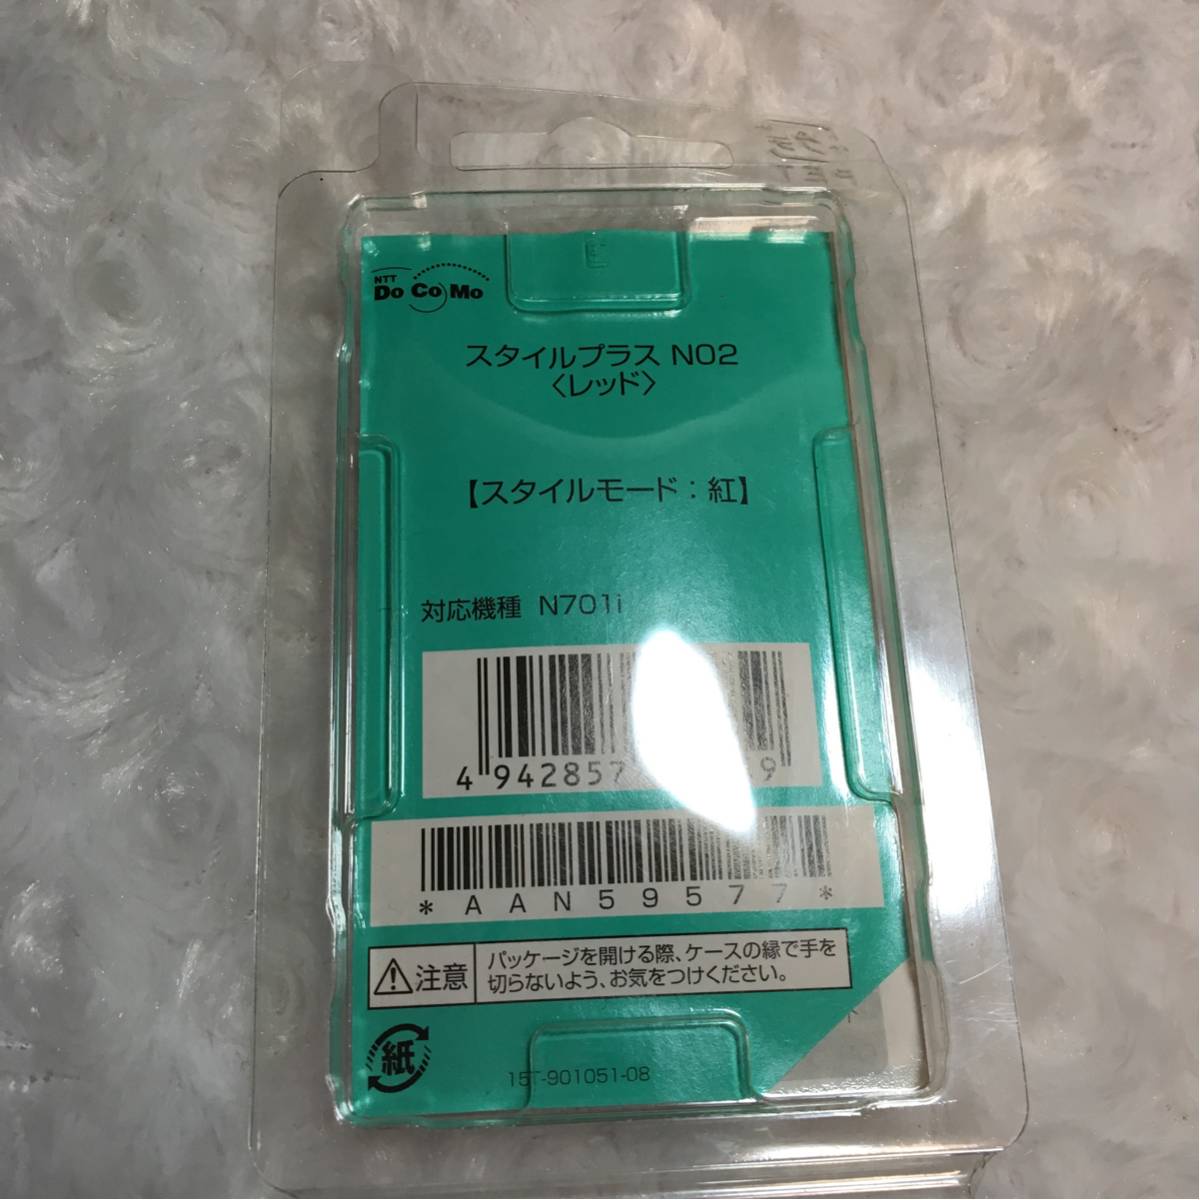 NTT
DoCoMo
スタイルプラス N02
〈レッド〉
【スタイルモード：紅】
対応機種 N701i
4 942857 9
*AAN59577*
注意
パッケージを開ける際、ケースの縁で手を
切らないよう、お気をつけください。
紙
15T-901051-08